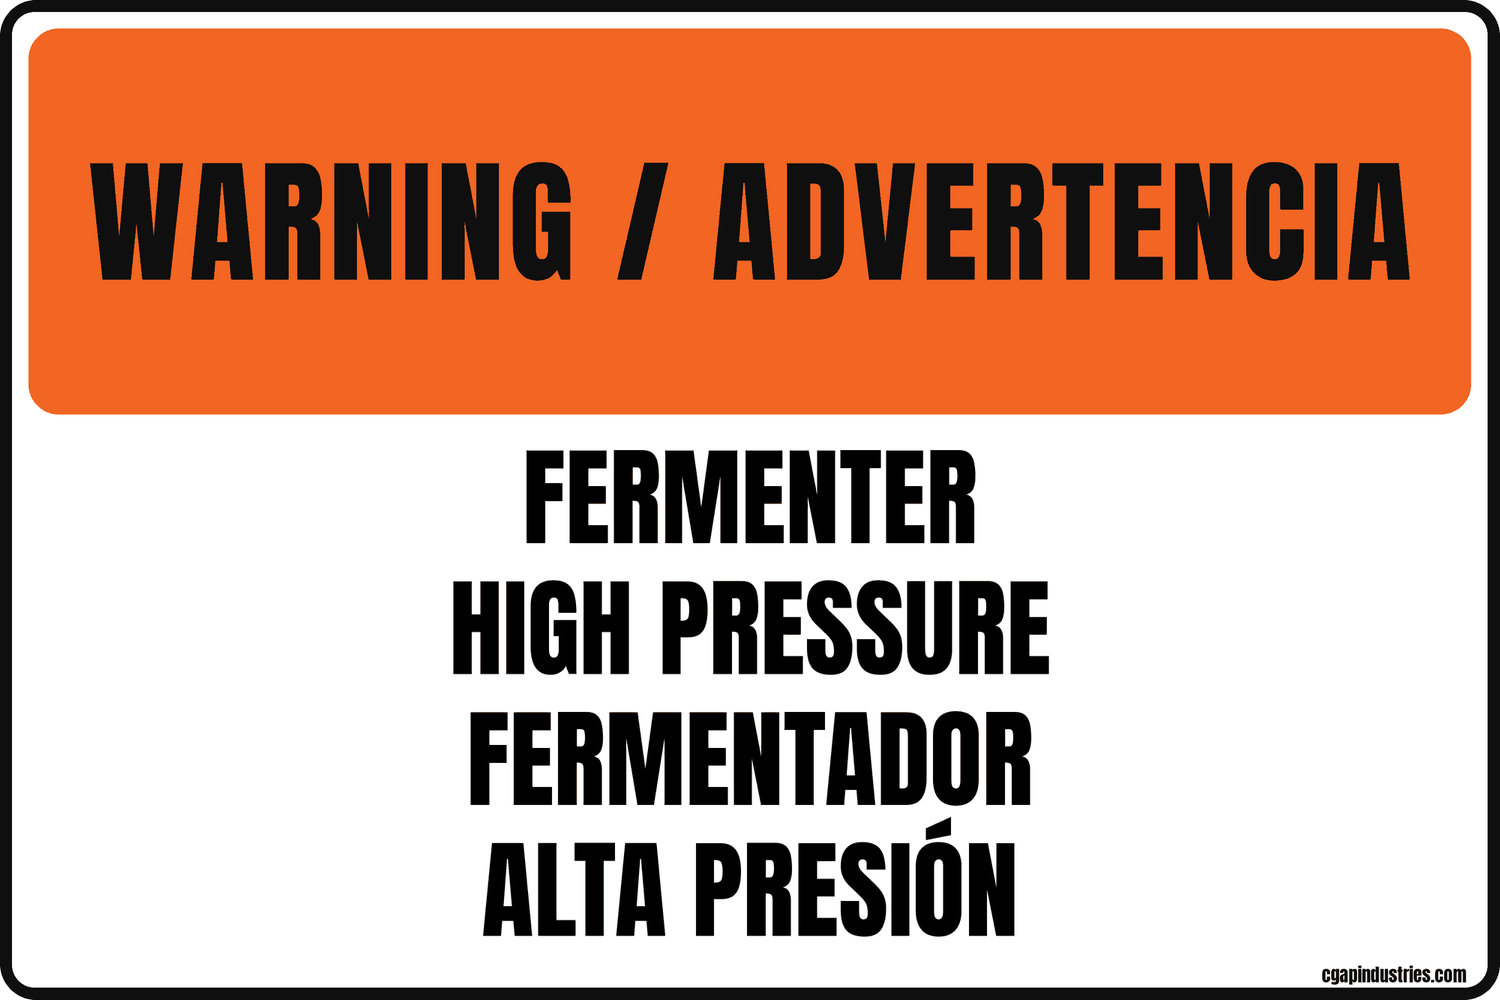 WARNING / ADVERTENCIA
FERMENTER
HIGH PRESSURE
FERMENTADOR
ALTA PRESIÓN
cgapindustries.com